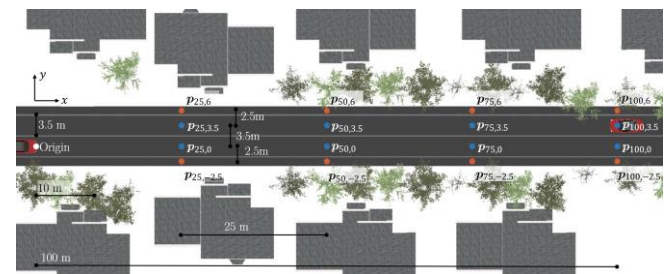 y
x
p25,6
p50,6
p75,6
p100,6
2.5m
3.5 m
p25,3.5
3.5m
p50,3.5
p75,3.5
p100,3.5
Origin
p25,0
2.5m
p50,0
p75,0
p100,0
p25,−2.5
p50,−2.5
p75,−2.5
p100,−2.5
10 m
25 m
100 m